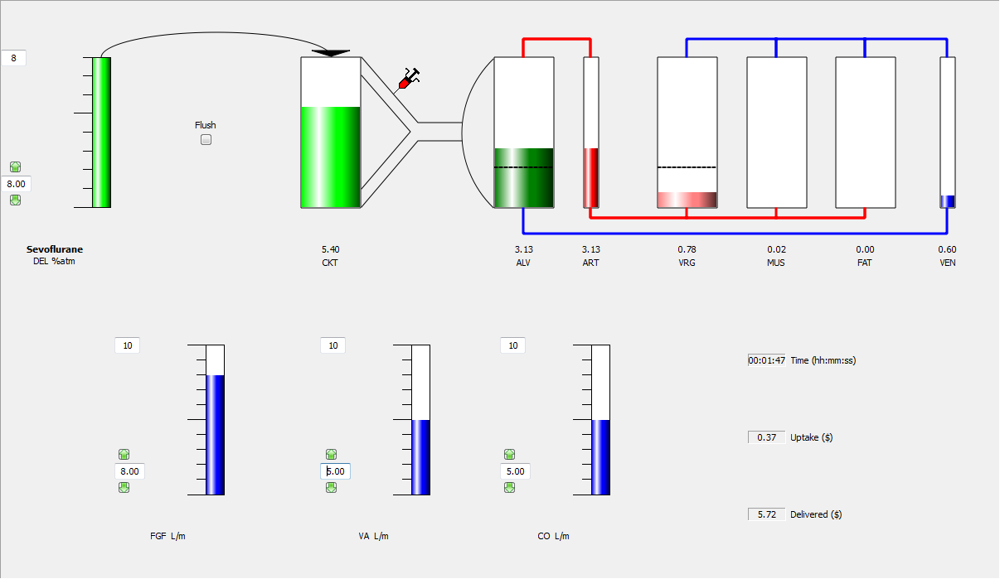 8
Flush
8.00
Sevoflurane
DEL %atm
5.40
CKT
3.13
ALV
3.13
ART
0.78
VRG
0.02
MUS
0.00
FAT
0.60
VEN
10
10
10
00:01:47 Time (hh:mm:ss)
0.37 Uptake ($)
8.00
5.00
5.00
5.72 Delivered ($)
FGF L/m
VA L/m
CO L/m